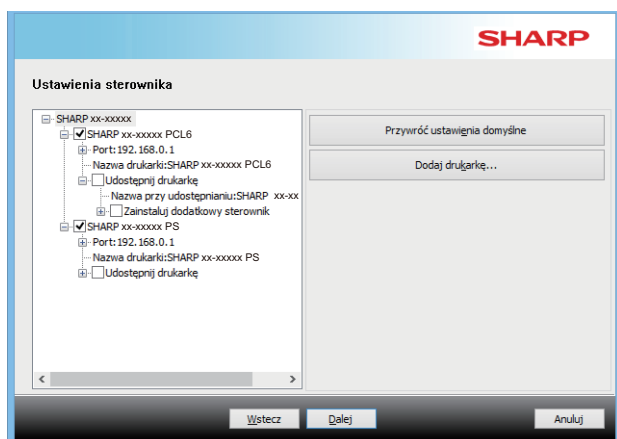 SHARP
Ustawienia sterownika
SHARP xx-xxxxx
SHARP xx-xxxxx PCL6
Port:192.168.0.1
Nazwa drukarki:SHARP xx-xxxxx PCL6
Udostępnij drukarkę
Nazwa przy udostępnianiu:SHARP xx-xx
Zainstaluj dodatkowy sterownik
SHARP xx-xxxxx PS
Port:192.168.0.1
Nazwa drukarki:SHARP xx-xxxxx PS
Udostępnij drukarkę
Przywróć ustawienia domyślne
Dodaj drukarkę...
Wstecz
Dalej
Anuluj